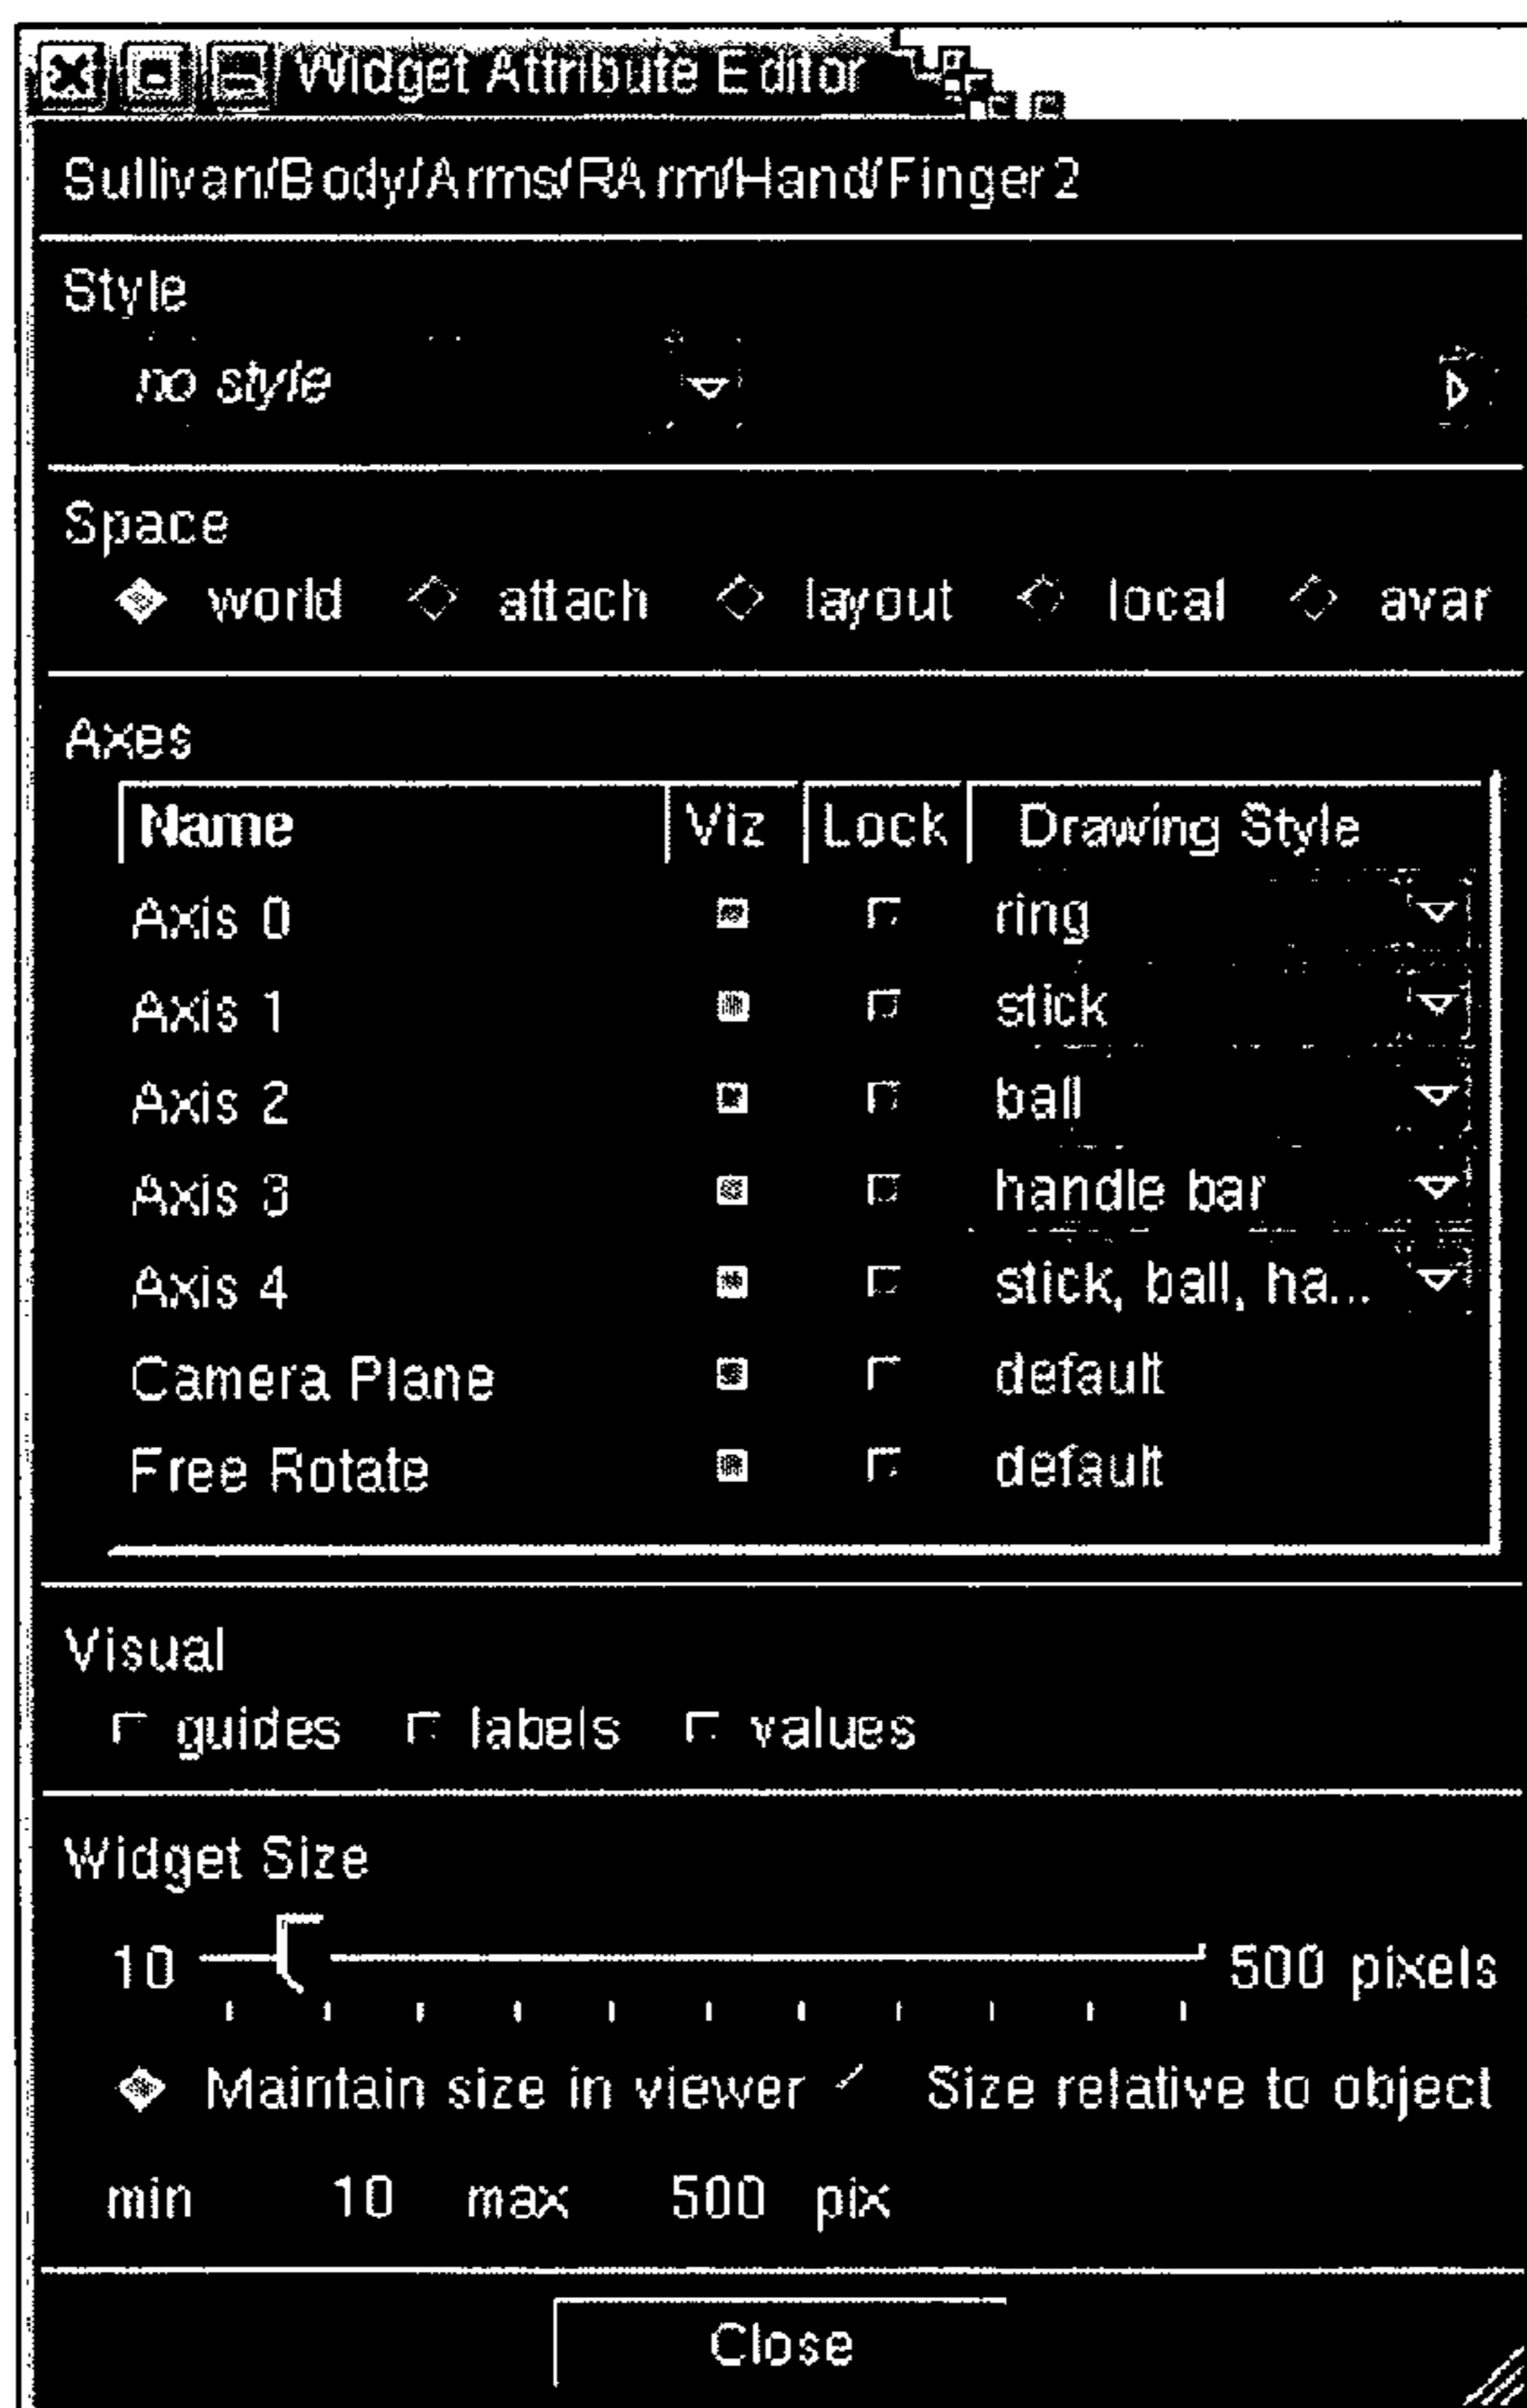 Widget Attribute Editor
Sullivan/Body/Arms/RArm/Hand/Finger2
Style
no style
Space
world attach layout local avar
Axes
Name Viz Lock Drawing Style
Axis 0 ring
Axis 1 stick
Axis 2 ball
Axis 3 handle bar
Axis 4 stick, ball, ha...
Camera Plane default
Free Rotate default
Visual
guides labels values
Widget Size
10 500 pixels
Maintain size in viewer Size relative to object
min 10 max 500 pix
Close